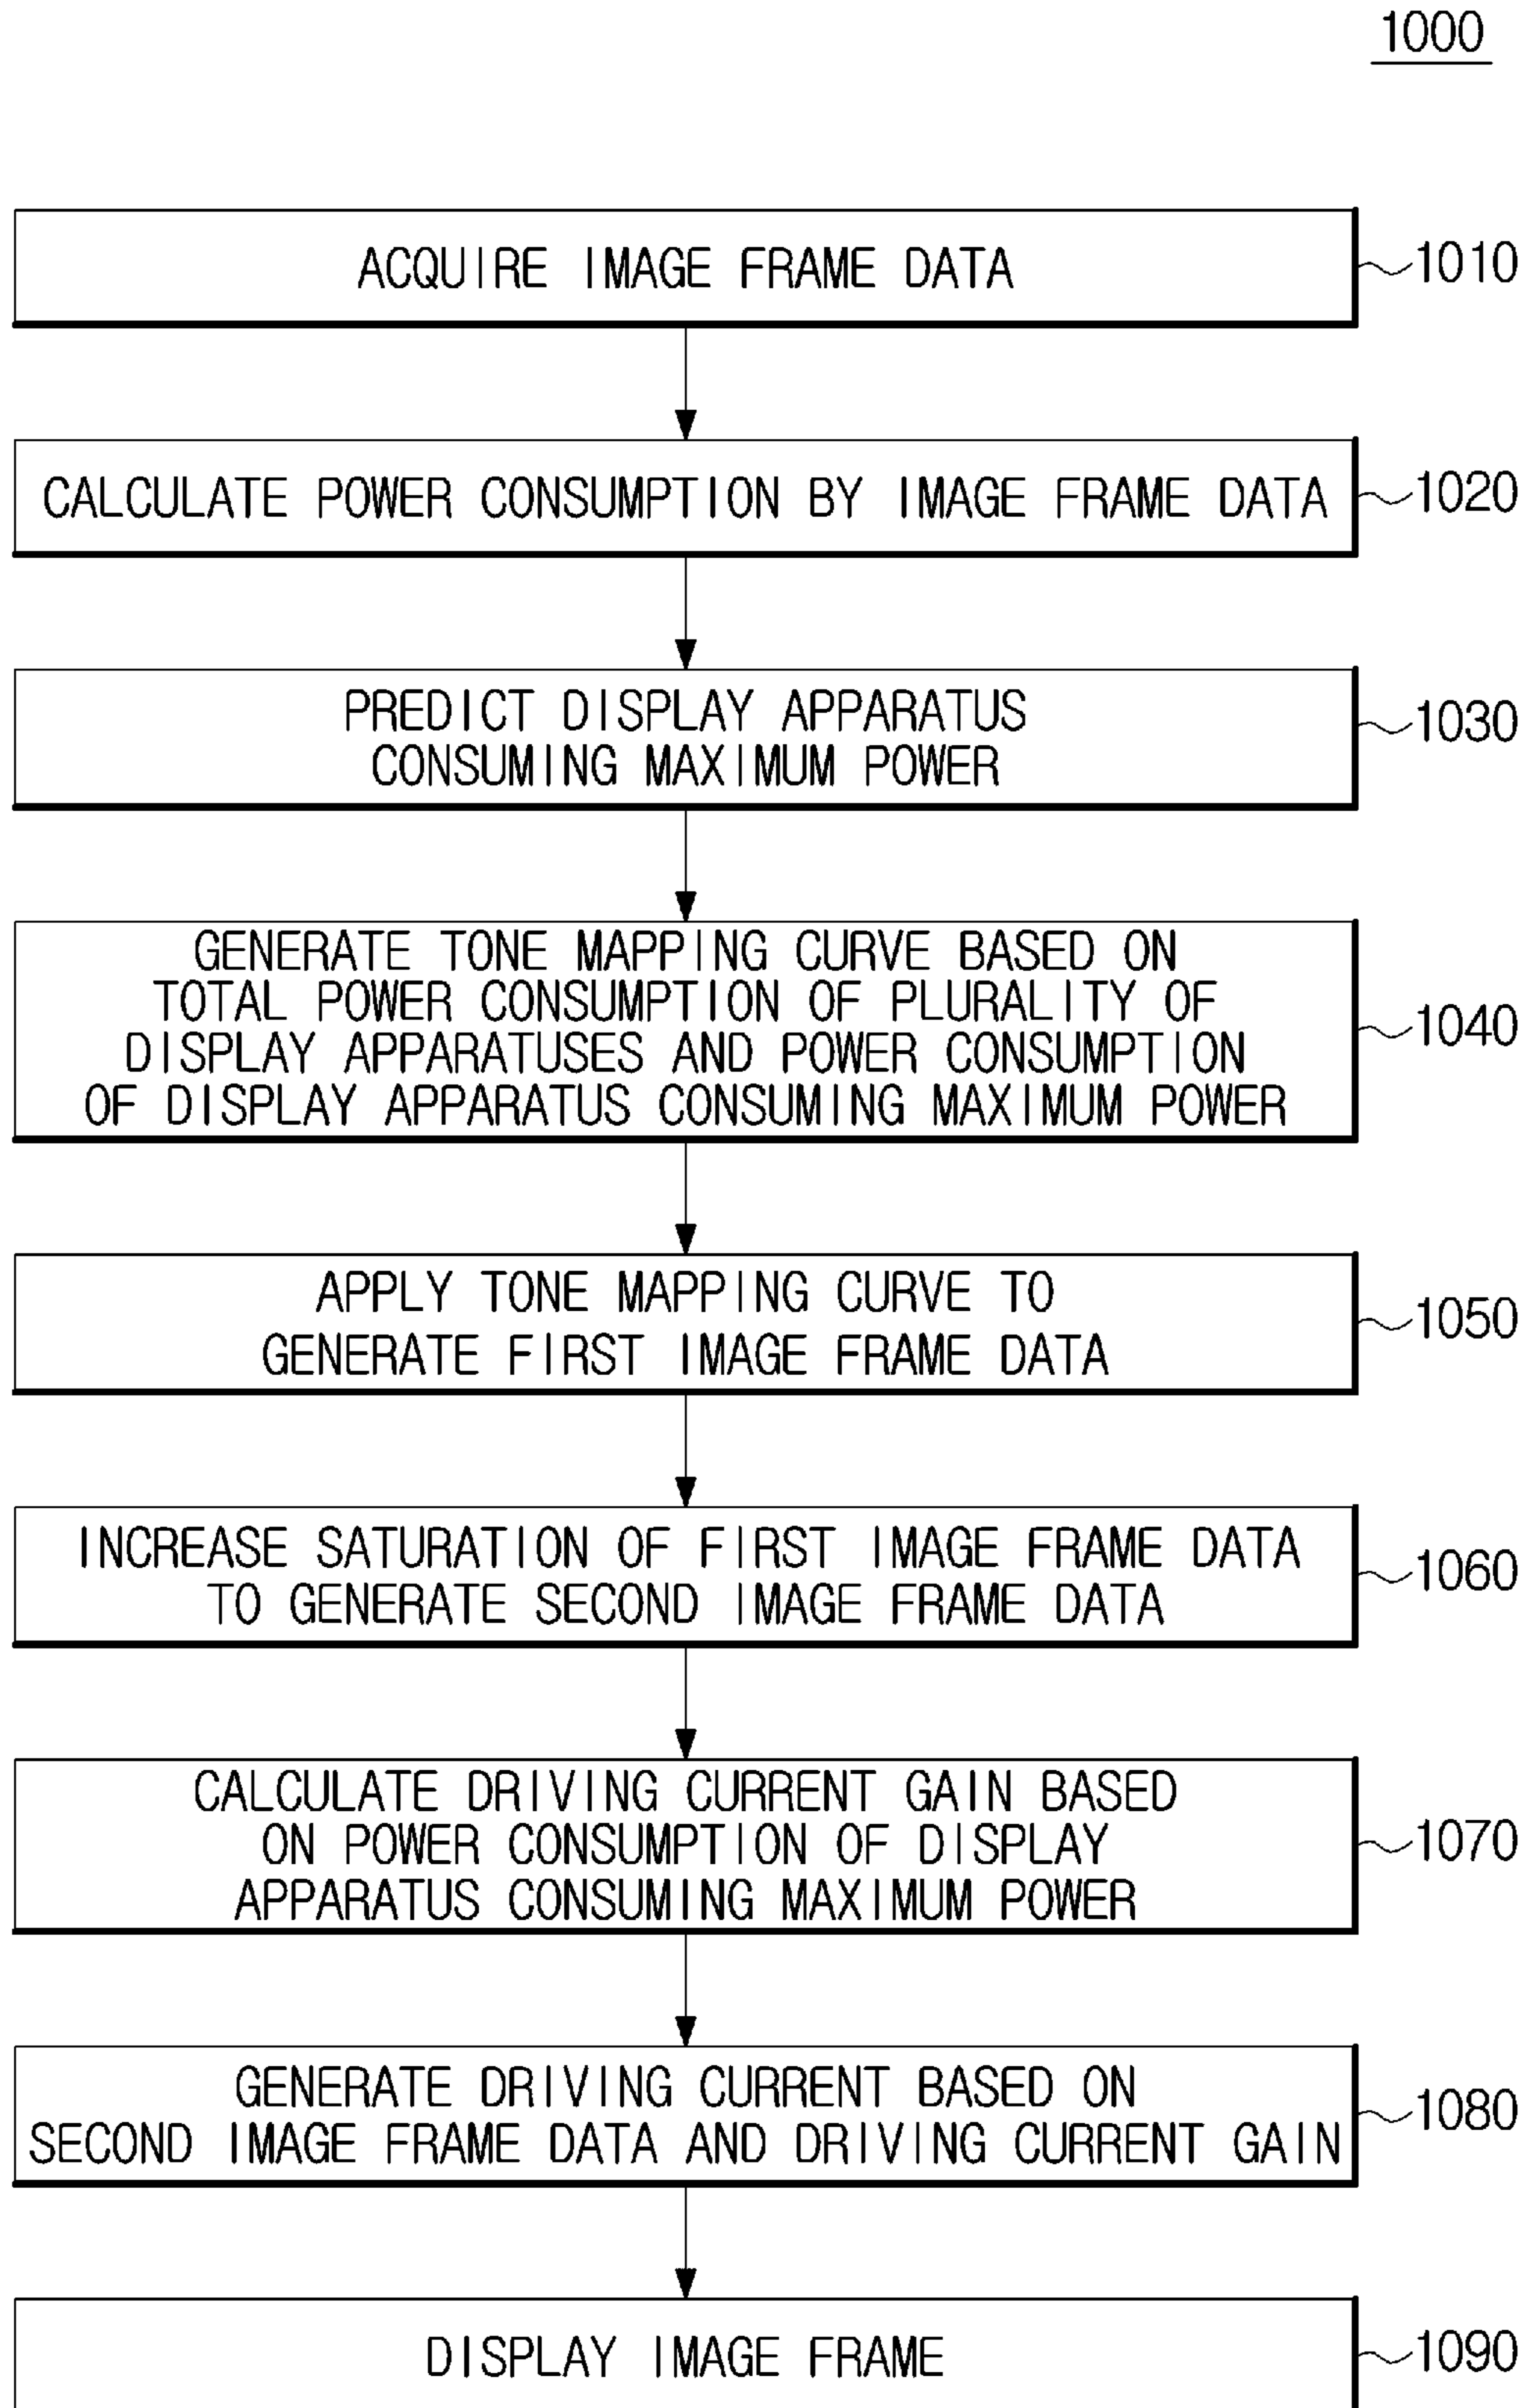 1000
ACQUIRE IMAGE FRAME DATA
1010
CALCULATE POWER CONSUMPTION BY IMAGE FRAME DATA
1020
PREDICT DISPLAY APPARATUS
CONSUMING MAXIMUM POWER
1030
GENERATE TONE MAPPING CURVE BASED ON
TOTAL POWER CONSUMPTION OF PLURALITY OF
DISPLAY APPARATUSES AND POWER CONSUMPTION
OF DISPLAY APPARATUS CONSUMING MAXIMUM POWER
1040
APPLY TONE MAPPING CURVE TO
GENERATE FIRST IMAGE FRAME DATA
1050
INCREASE SATURATION OF FIRST IMAGE FRAME DATA
TO GENERATE SECOND IMAGE FRAME DATA
1060
CALCULATE DRIVING CURRENT GAIN BASED
ON POWER CONSUMPTION OF DISPLAY
APPARATUS CONSUMING MAXIMUM POWER
1070
GENERATE DRIVING CURRENT BASED ON
SECOND IMAGE FRAME DATA AND DRIVING CURRENT GAIN
1080
DISPLAY IMAGE FRAME
1090